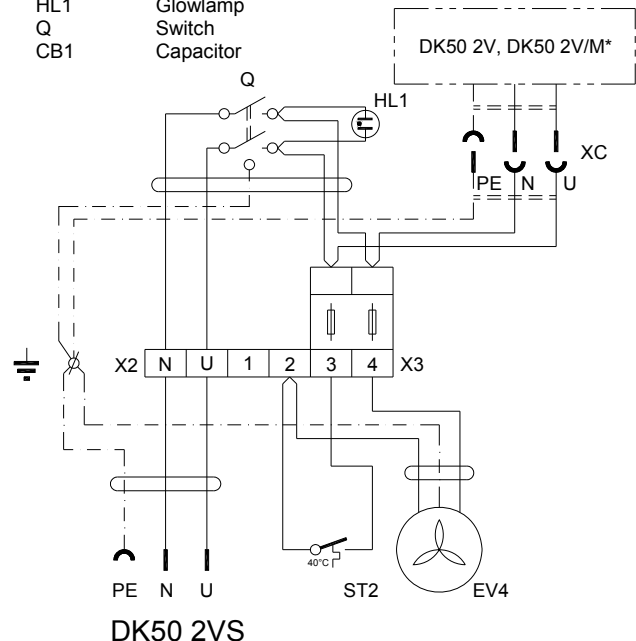 HL1 Glowlamp
Q Switch
CB1 Capacitor
DK50 2V, DK50 2V/M*
Q
HL1
XC
PE N U
X2 N U 1 2 3 4 X3
40°C
ST2
EV4
PE N U
DK50 2VS